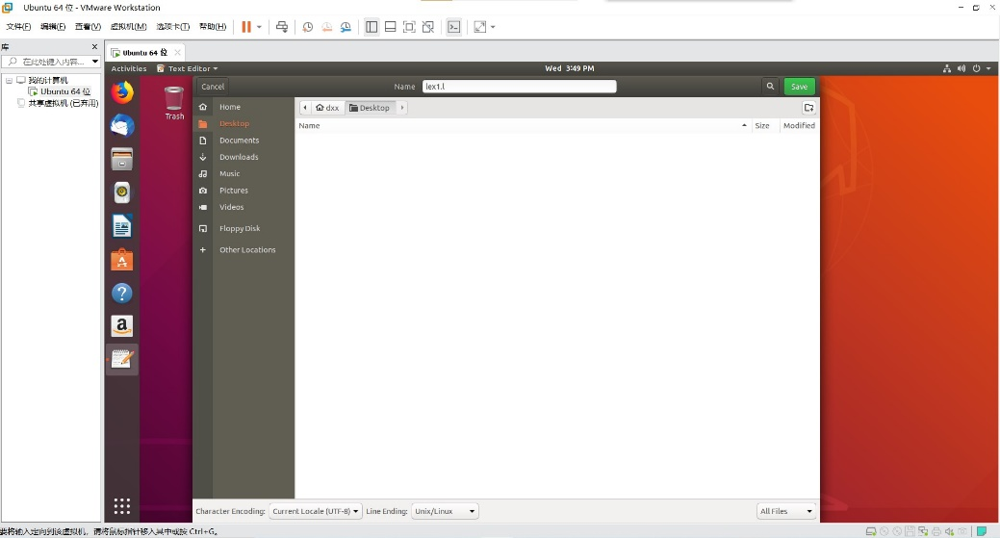 Ubuntu 64 位 - VMware Workstation
文件(F) 编辑(E) 查看(V) 虚拟机(M) 选项卡(T) 帮助(H)
库
在此处键入内容...
我的计算机
Ubuntu 64 位
共享虚拟机 (已弃用)
Ubuntu 64 位
Activities Text Editor Wed 3:49 PM
Trash
Cancel Name lex1.l Save
Home
Desktop
Documents
Downloads
Music
Pictures
Videos
Floppy Disk
Other Locations
dxx Desktop
Name Size Modified
Character Encoding: Current Locale (UTF-8) Line Ending: Unix/Linux All Files
要将输入定向到该虚拟机，请将鼠标指针移入其中或按 Ctrl+G。